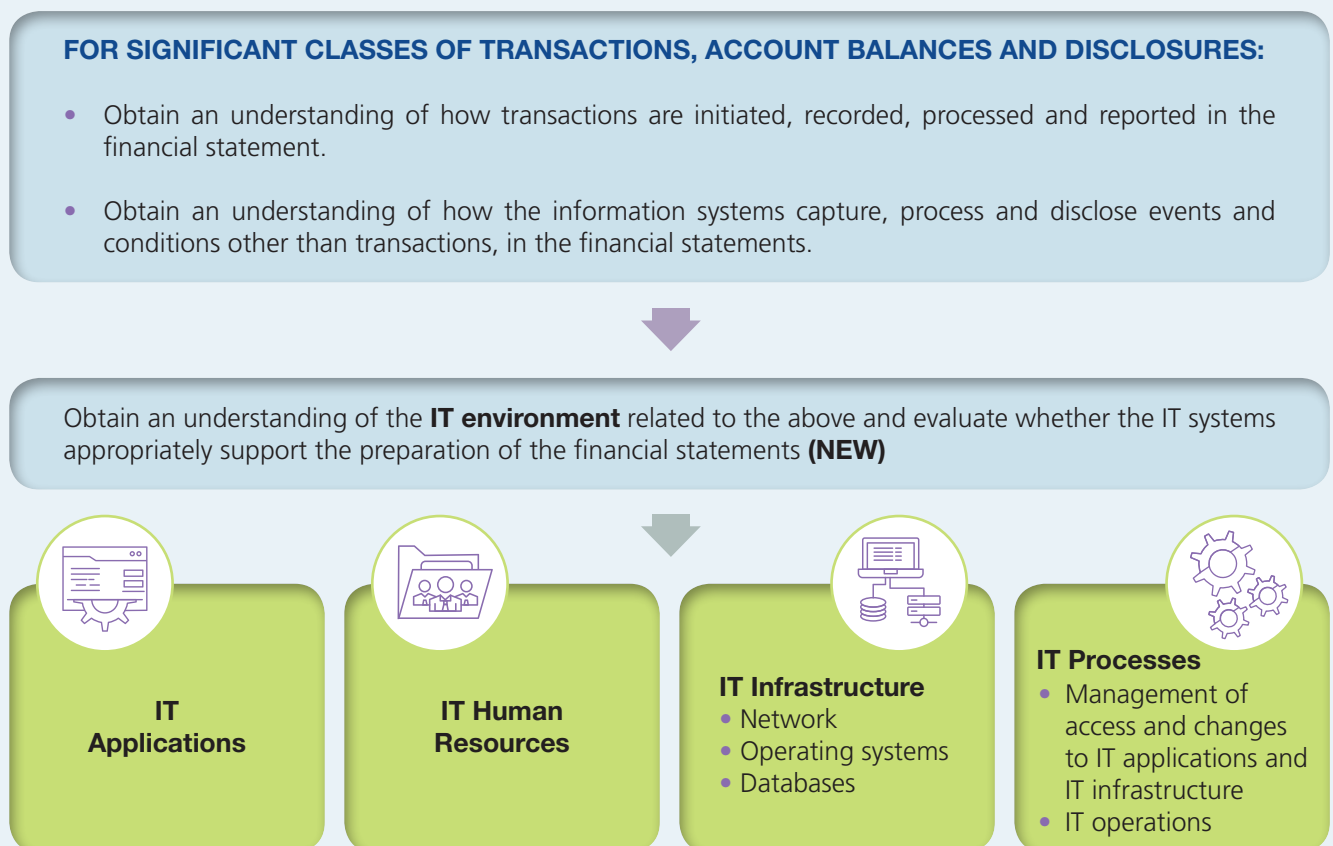 FOR SIGNIFICANT CLASSES OF TRANSACTIONS, ACCOUNT BALANCES AND DISCLOSURES:
• Obtain an understanding of how transactions are initiated, recorded, processed and reported in the
financial statement.
• Obtain an understanding of how the information systems capture, process and disclose events and
conditions other than transactions, in the financial statements.
Obtain an understanding of the IT environment related to the above and evaluate whether the IT systems
appropriately support the preparation of the financial statements (NEW)
IT
Applications
IT Human
Resources
IT Infrastructure
• Network
• Operating systems
• Databases
IT Processes
• Management of
access and changes
to IT applications and
IT infrastructure
• IT operations